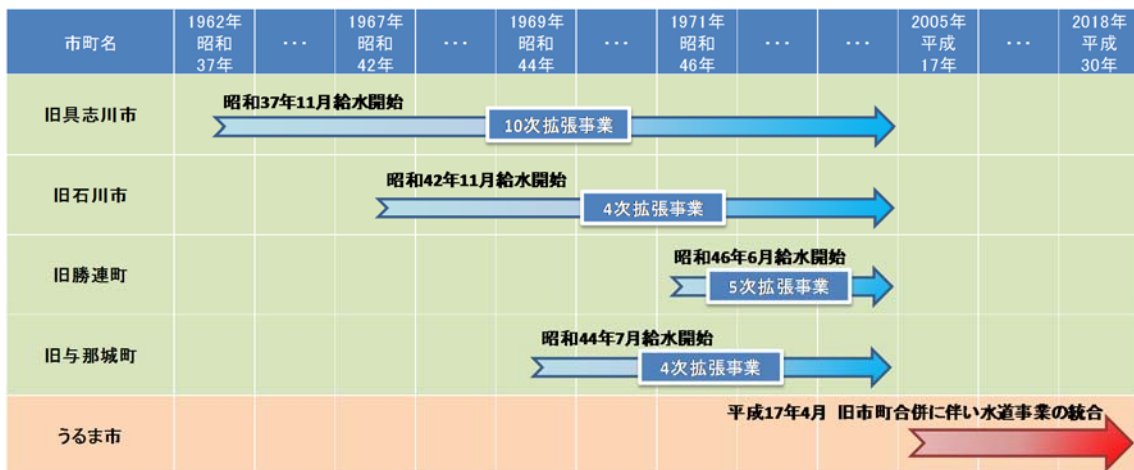 市町名
1962年
昭和
37年
…
1967年
昭和
42年
…
1969年
昭和
44年
…
1971年
昭和
46年
…
…
2005年
平成
17年
…
2018年
平成
30年
旧具志川市
昭和37年11月給水開始
10次拡張事業
旧石川市
昭和42年11月給水開始
4次拡張事業
旧勝連町
昭和46年6月給水開始
5次拡張事業
旧与那城町
昭和44年7月給水開始
4次拡張事業
うるま市
平成17年4月 旧市町合併に伴い水道事業の統合